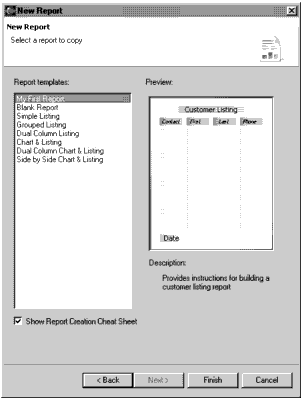 New Report
New Report
Select a report to copy
Report templates:
My First Report
Blank Report
Simple Listing
Grouped Listing
Dual Column Listing
Chart & Listing
Dual Column Chart & Listing
Side by Side Chart & Listing
Preview:
Customer Listing
Contact First Last Phone
Date
Description:
Provides instructions for building a
customer listing report
Show Report Creation Cheat Sheet
< Back Next > Finish Cancel